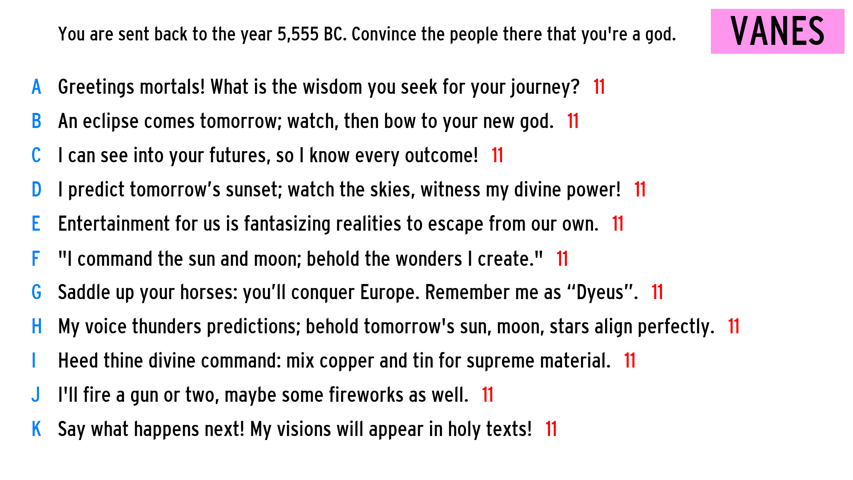 You are sent back to the year 5,555 BC. Convince the people there that you're a god.
VANES
A Greetings mortals! What is the wisdom you seek for your journey? 11
B An eclipse comes tomorrow; watch, then bow to your new god. 11
C I can see into your futures, so I know every outcome! 11
D I predict tomorrow’s sunset; watch the skies, witness my divine power! 11
E Entertainment for us is fantasizing realities to escape from our own. 11
F "I command the sun and moon; behold the wonders I create." 11
G Saddle up your horses: you’ll conquer Europe. Remember me as “Dyeus”. 11
H My voice thunders predictions; behold tomorrow's sun, moon, stars align perfectly. 11
I Heed thine divine command: mix copper and tin for supreme material. 11
J I'll fire a gun or two, maybe some fireworks as well. 11
K Say what happens next! My visions will appear in holy texts! 11